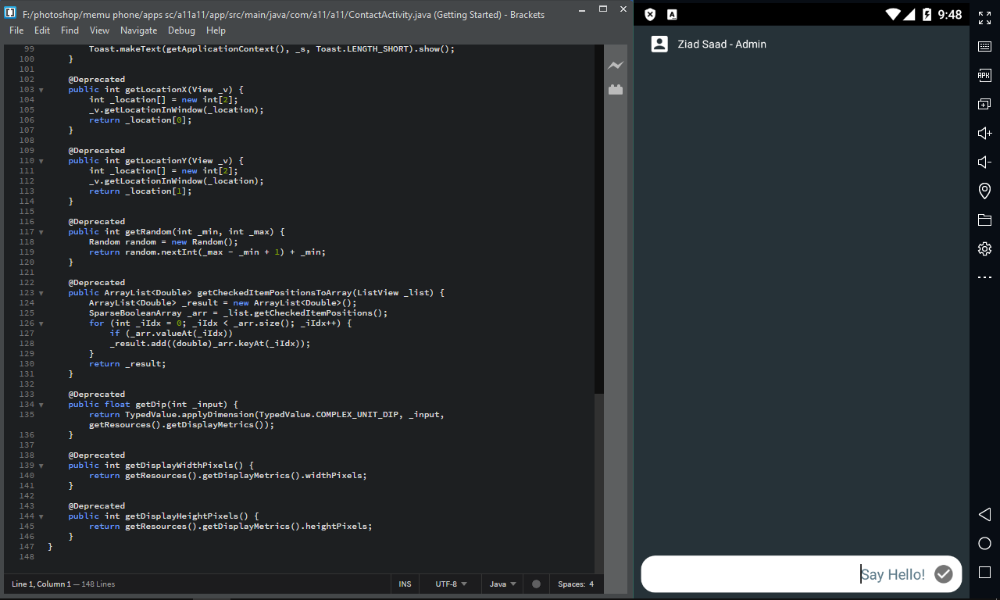 F:/photoshop/memu phone/apps sc/a11a11/app/src/main/java/com/a11/a11/ContactActivity.java (Getting Started) - Brackets
File Edit Find View Navigate Debug Help
99 Toast.makeText(getApplicationContext(), _s, Toast.LENGTH_SHORT).show();
100 }
101
102 @Deprecated
103 public int getLocationX(View _v) {
104 int _location[] = new int[2];
105 _v.getLocationInWindow(_location);
106 return _location[0];
107 }
108
109 @Deprecated
110 public int getLocationY(View _v) {
111 int _location[] = new int[2];
112 _v.getLocationInWindow(_location);
113 return _location[1];
114 }
115
116 @Deprecated
117 public int getRandom(int _min, int _max) {
118 Random random = new Random();
119 return random.nextInt(_max - _min + 1) + _min;
120 }
121
122 @Deprecated
123 public ArrayList<Double> getCheckedItemPositionsToArray(ListView _list) {
124 ArrayList<Double> _result = new ArrayList<Double>();
125 SparseBooleanArray _arr = _list.getCheckedItemPositions();
126 for (int _iIdx = 0; _iIdx < _arr.size(); _iIdx++) {
127 if (_arr.valueAt(_iIdx))
128 _result.add((double)_arr.keyAt(_iIdx));
129 }
130 return _result;
131 }
132
133 @Deprecated
134 public float getDip(int _input) {
135 return TypedValue.applyDimension(TypedValue.COMPLEX_UNIT_DIP, _input,
getResources().getDisplayMetrics());
136 }
137
138 @Deprecated
139 public int getDisplayWidthPixels() {
140 return getResources().getDisplayMetrics().widthPixels;
141 }
142
143 @Deprecated
144 public int getDisplayHeightPixels() {
145 return getResources().getDisplayMetrics().heightPixels;
146 }
147 }
148
Line 1, Column 1 — 148 Lines INS UTF-8 Java Spaces: 4
A 9:48
Ziad Saad - Admin
APK
Say Hello!